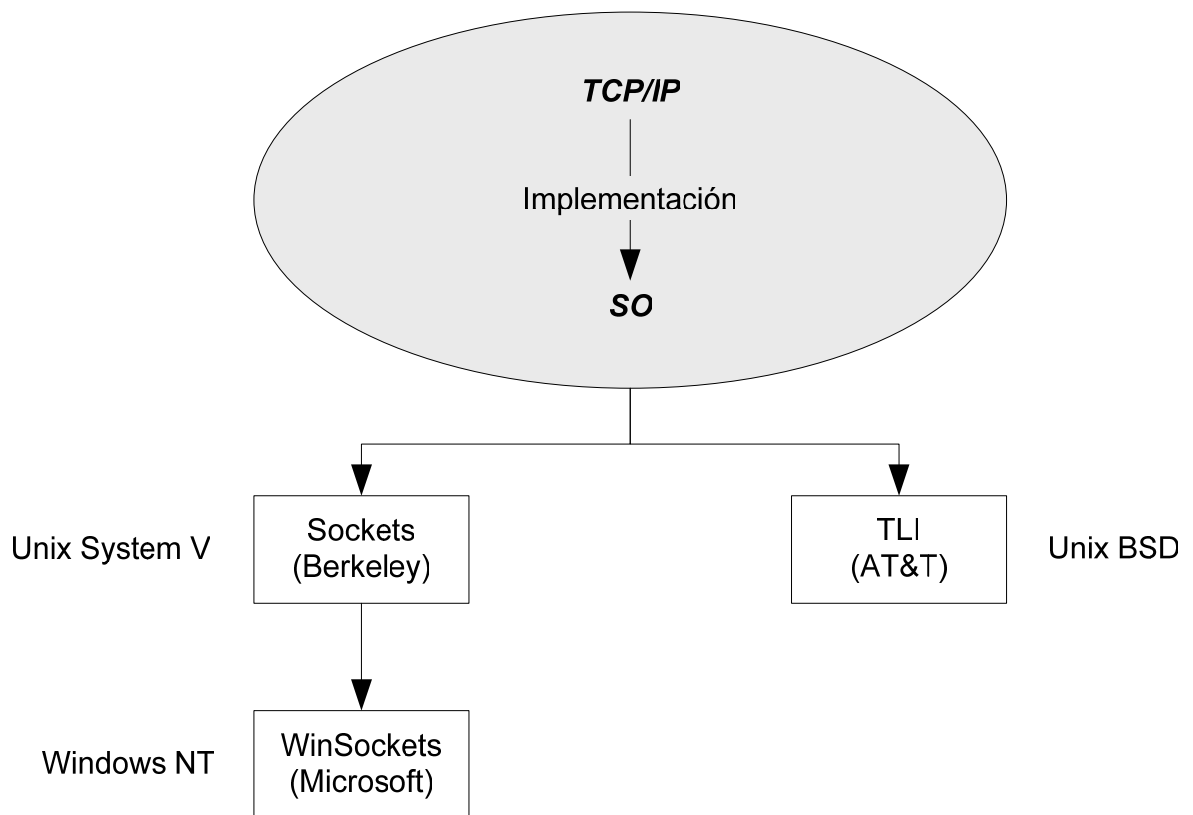 TCP/IP
Implementación
SO
Unix System V
Sockets
(Berkeley)
TLI
(AT&T)
Unix BSD
Windows NT
WinSockets
(Microsoft)